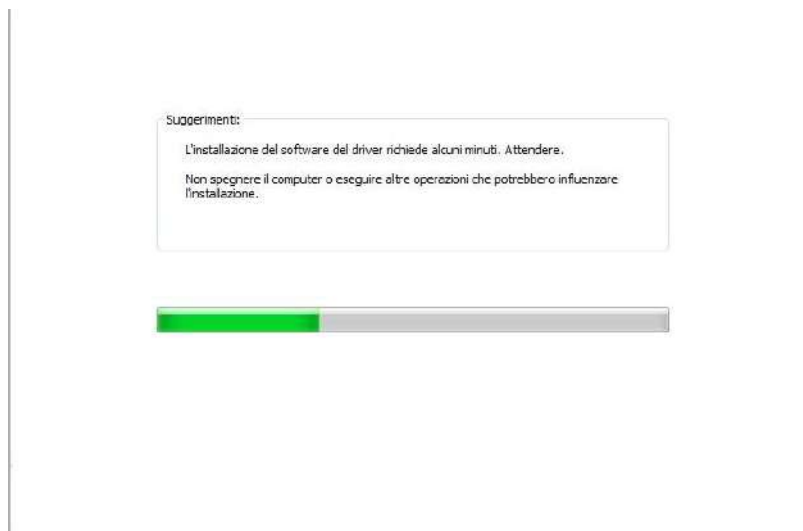 Suggerimenti:
L'installazione del software del driver richiede alcuni minuti. Attendere.
Non spegnere il computer o eseguire altre operazioni che potrebbero influenzare
l'installazione.